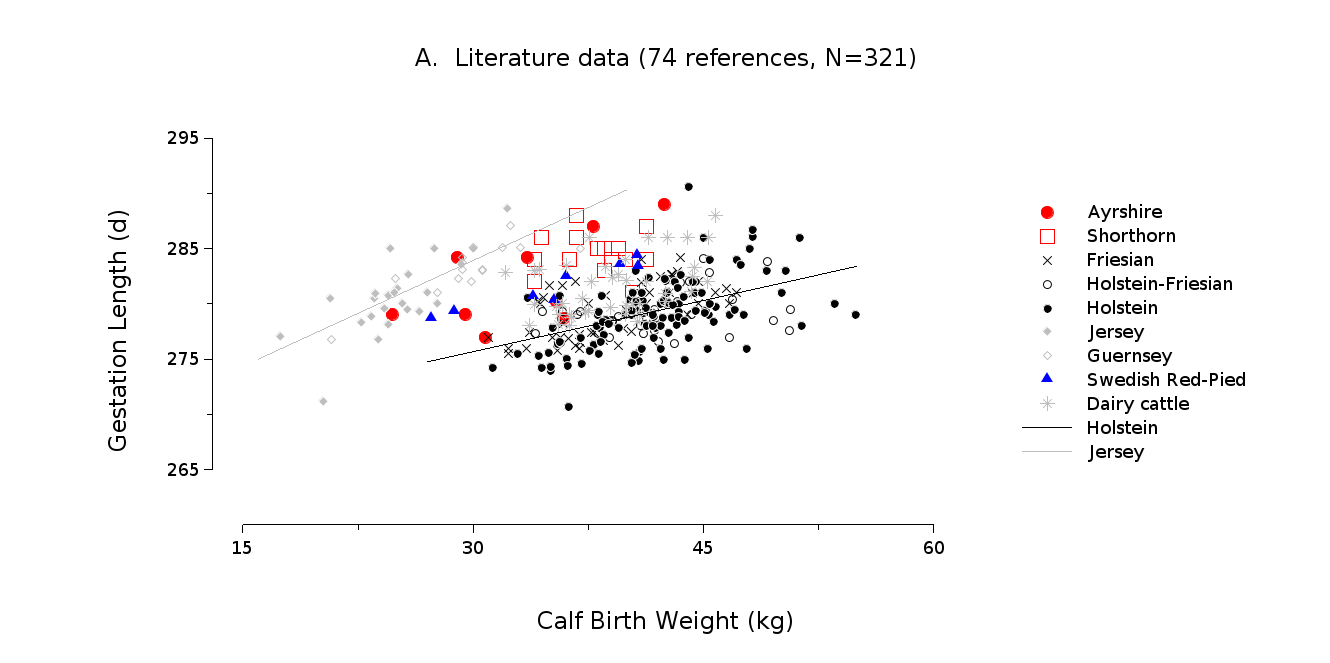 A.  Literature data (74 references, N=321)
Gestation Length (d)
295
285
275
265
15
30
45
60
Calf Birth Weight (kg)
Ayrshire
Shorthorn
Friesian
Holstein-Friesian
Holstein
Jersey
Guernsey
Swedish Red-Pied
Dairy cattle
Holstein
Jersey